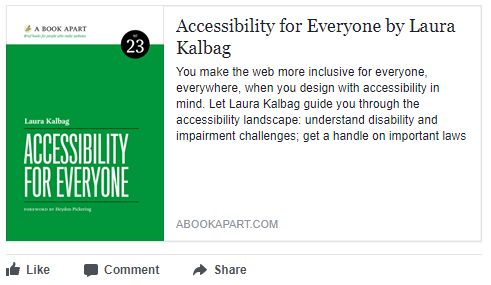 A BOOK APART
Brief books for people who make websites
No 23
Laura Kalbag
ACCESSIBILITY
FOR EVERYONE
FOREWORD BY Heydon Pickering
Accessibility for Everyone by Laura
Kalbag
You make the web more inclusive for everyone,
everywhere, when you design with accessibility in
mind. Let Laura Kalbag guide you through the
accessibility landscape: understand disability and
impairment challenges; get a handle on important laws
ABOOKAPART.COM
Like Comment Share